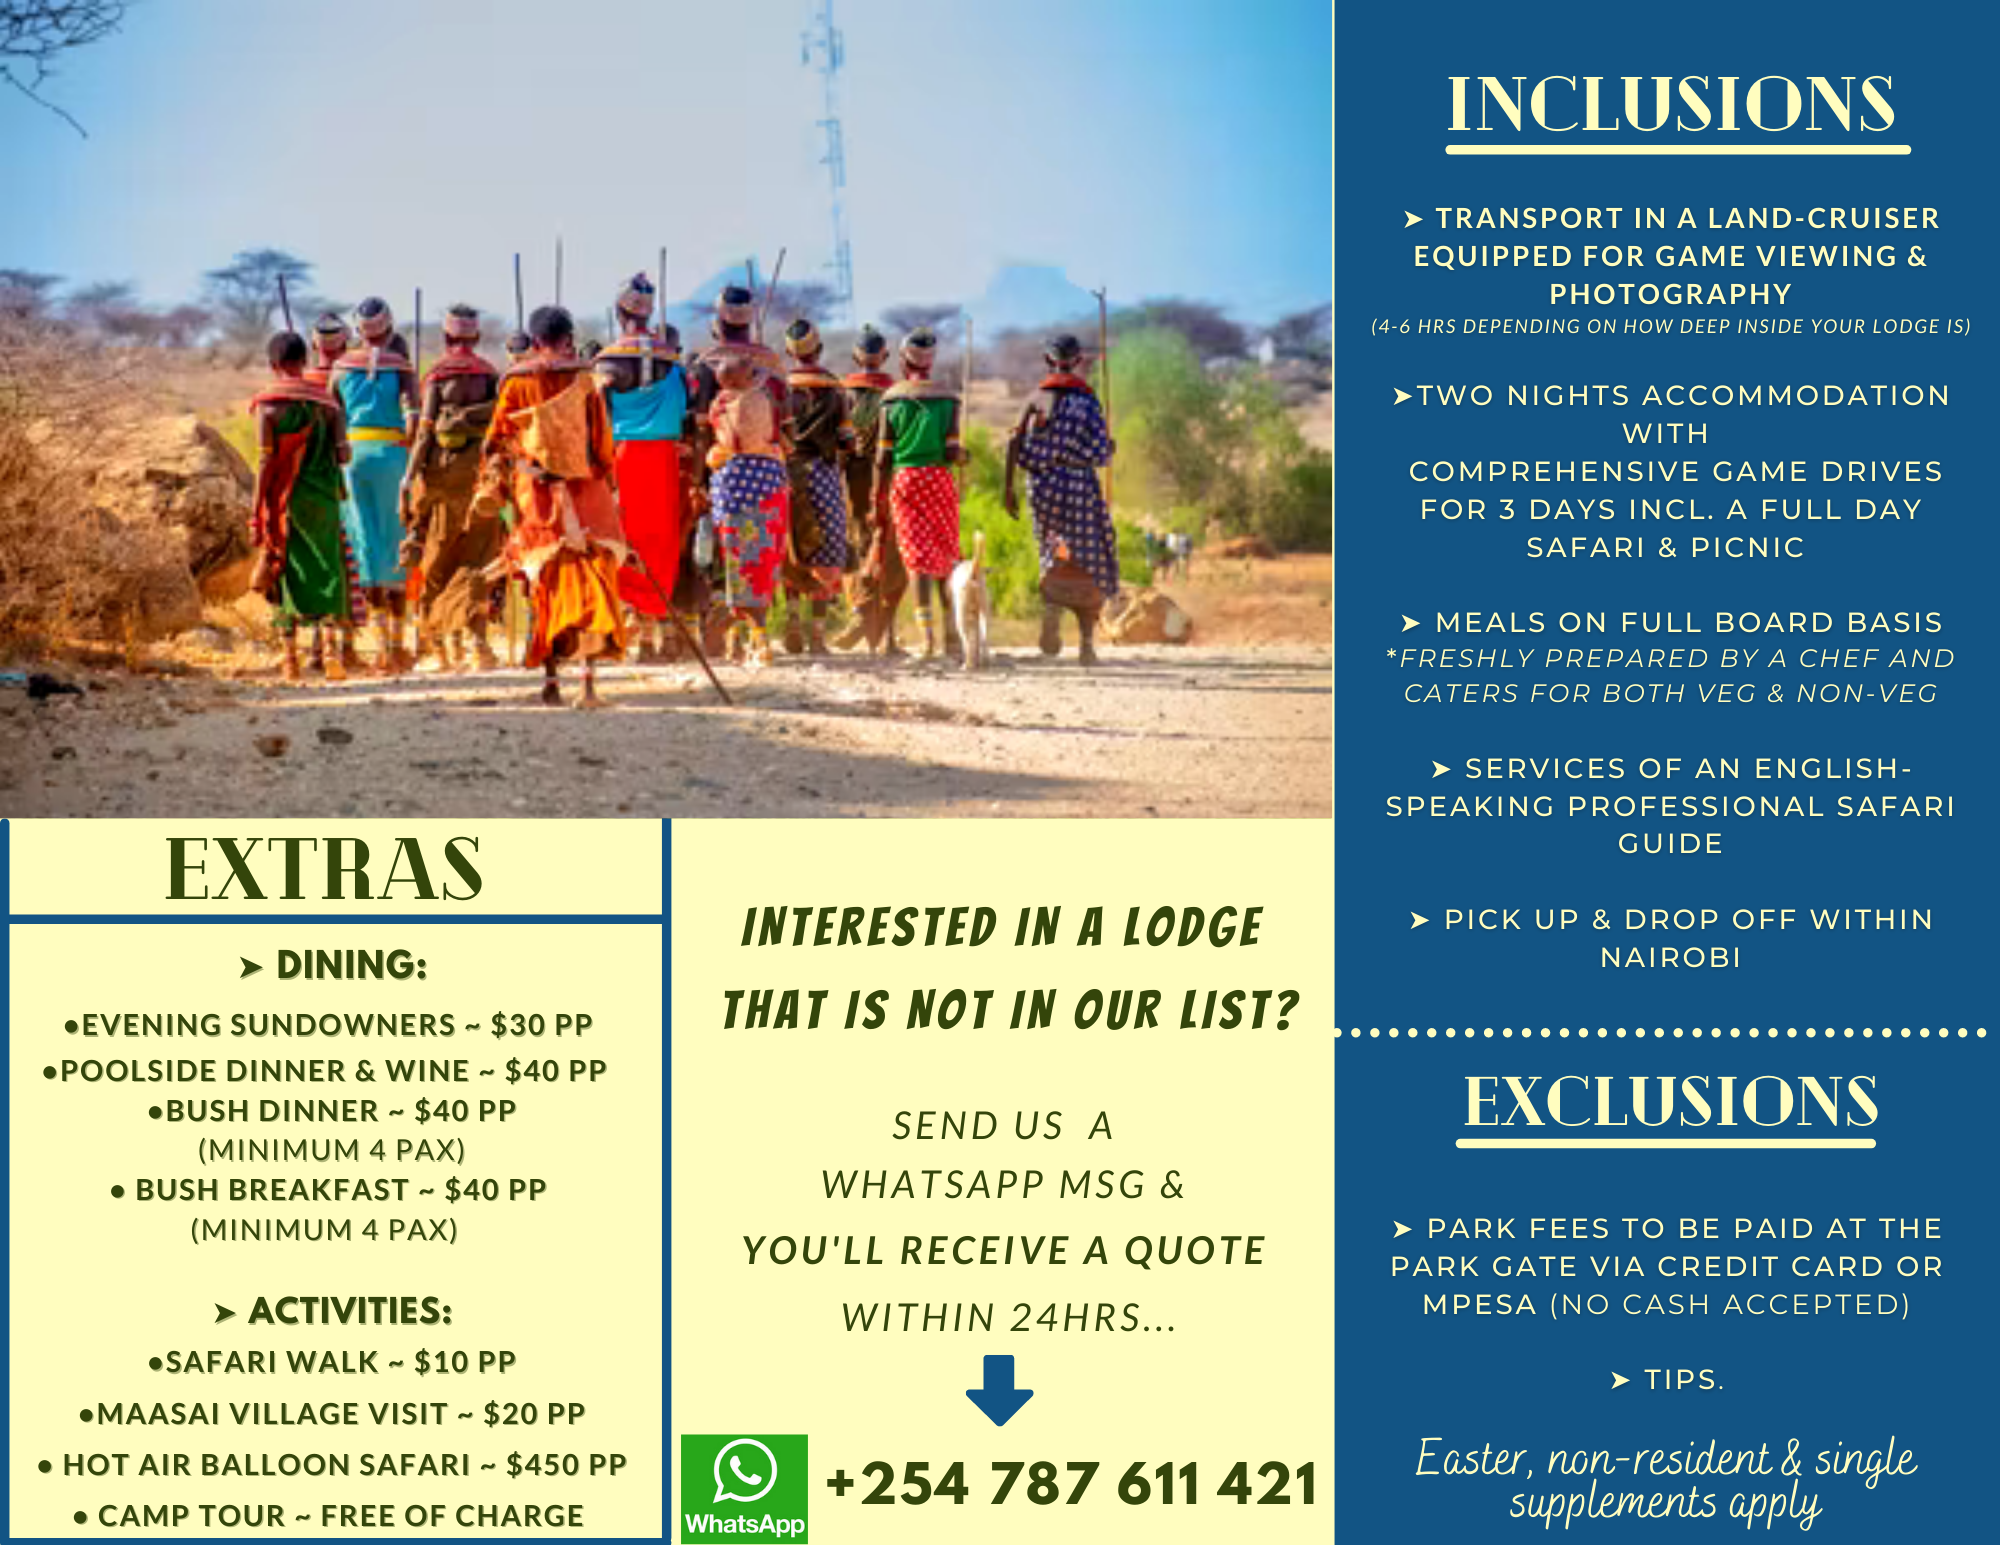 INCLUSIONS
➤ TRANSPORT IN A LAND-CRUISER
EQUIPPED FOR GAME VIEWING &
PHOTOGRAPHY
(4-6 HRS DEPENDING ON HOW DEEP INSIDE YOUR LODGE IS)
➤TWO NIGHTS ACCOMMODATION
WITH
COMPREHENSIVE GAME DRIVES
FOR 3 DAYS INCL. A FULL DAY
SAFARI & PICNIC
➤ MEALS ON FULL BOARD BASIS
*FRESHLY PREPARED BY A CHEF AND
CATERS FOR BOTH VEG & NON-VEG
➤ SERVICES OF AN ENGLISH-
SPEAKING PROFESSIONAL SAFARI
GUIDE
➤ PICK UP & DROP OFF WITHIN
NAIROBI
EXCLUSIONS
➤ PARK FEES TO BE PAID AT THE
PARK GATE VIA CREDIT CARD OR
MPESA (NO CASH ACCEPTED)
➤ TIPS.
Easter, non-resident & single
supplements apply
EXTRAS
➤ DINING:
•EVENING SUNDOWNERS ~ $30 PP
•POOLSIDE DINNER & WINE ~ $40 PP
•BUSH DINNER ~ $40 PP
(MINIMUM 4 PAX)
• BUSH BREAKFAST ~ $40 PP
(MINIMUM 4 PAX)
➤ ACTIVITIES:
•SAFARI WALK ~ $10 PP
•MAASAI VILLAGE VISIT ~ $20 PP
• HOT AIR BALLOON SAFARI ~ $450 PP
• CAMP TOUR ~ FREE OF CHARGE
INTERESTED IN A LODGE
THAT IS NOT IN OUR LIST?
SEND US A
WHATSAPP MSG &
YOU'LL RECEIVE A QUOTE
WITHIN 24HRS...
WhatsApp
+254 787 611 421